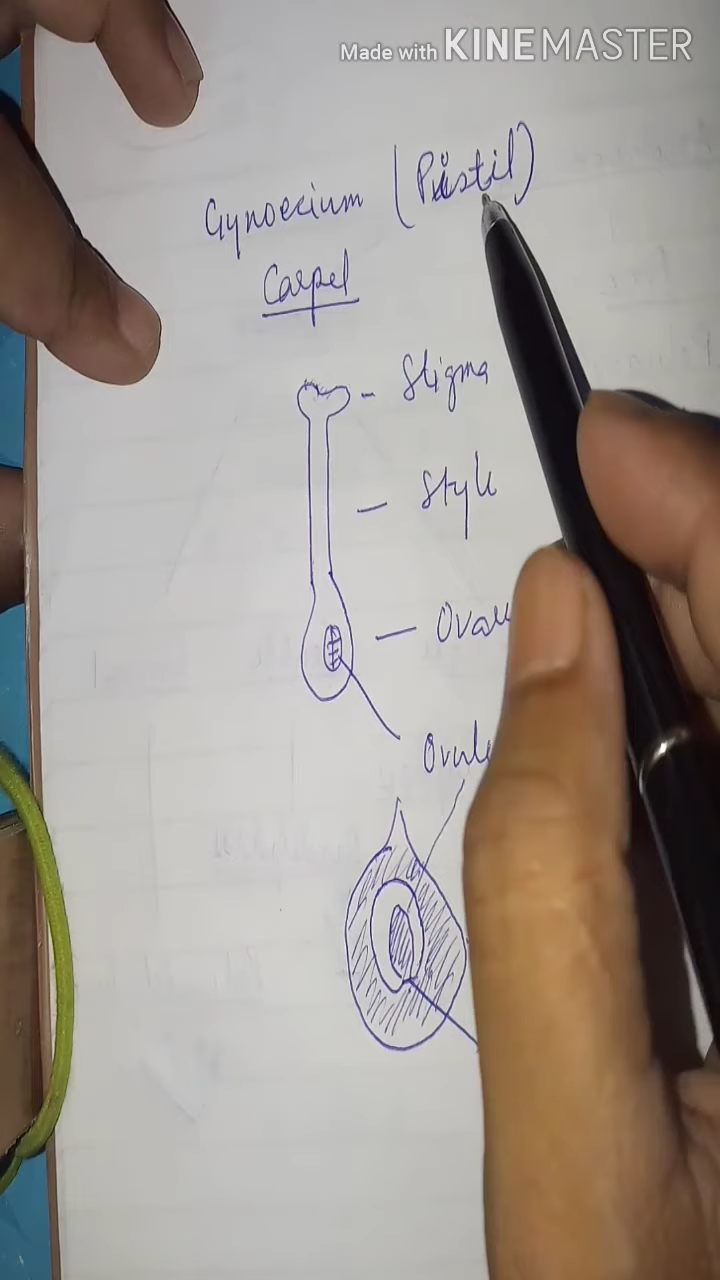 Made with KINEMASTER
Gynoecium (Pistil)
Carpel
- Stigma
- Style
-